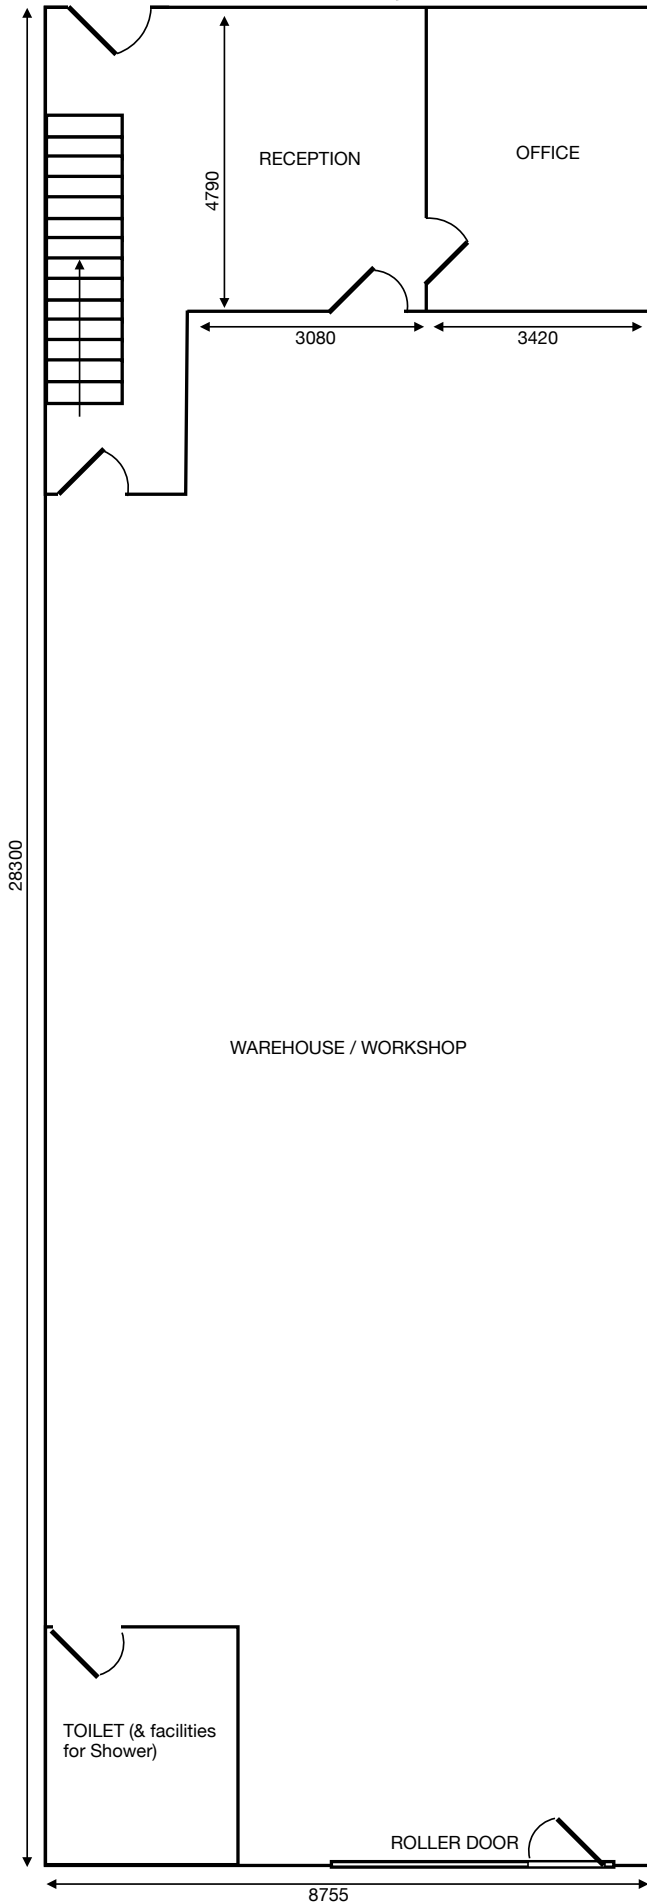 RECEPTION
OFFICE
4790
3080
3420
28300
WAREHOUSE / WORKSHOP
TOILET (& facilities
for Shower)
ROLLER DOOR
8755